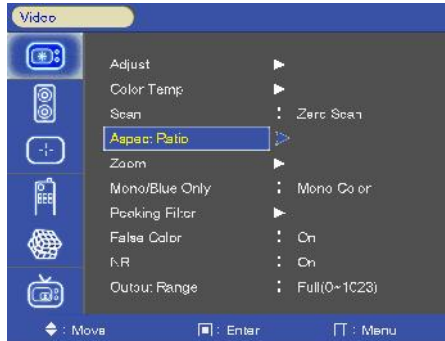 Video
Adjust
Color Temp
Scan : Zero Scan
Aspect Ratio
Zoom
Mono/Blue Only : Mono Color
Peeking Filter
False Color : On
NR : On
Output Range : Full(0~1023)
: Move : Enter : Menu